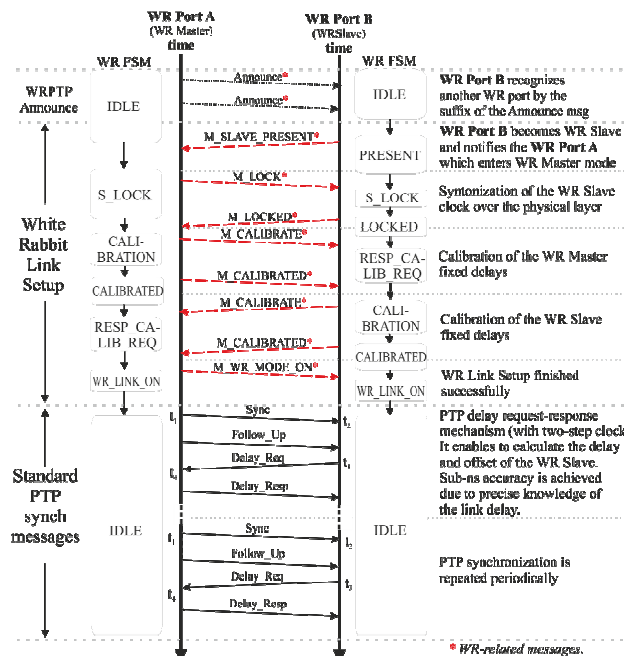 WR Port A
(WR Master)
time
WR Port B
(WRSlave)
time
WR FSM
WR FSM
WRPTP
Announce
IDLE
Announce*
Announce*
IDLE
WR Port B recognizes
another WR port by the
suffix of the Announce msg
White
Rabbit
Link
Setup
M_SLAVE_PRESENT*
PRESENT
WR Port B becomes WR Slave
and notifies the WR Port A
which enters WR Master mode
S_LOCK
M_LOCK*
S_LOCK
Syntonization of the WR Slave
clock over the physical layer
M_LOCKED*
LOCKED
CALI-
BRATION
M_CALIBRATE*
RESP_CA-
LIB_REQ
Calibration of the WR Master
fixed delays
CALIBRATED
M_CALIBRATED*
RESP_CA-
LIB_REQ
M_CALIBRATE*
CALI-
BRATION
Calibration of the WR Slave
fixed delays
M_CALIBRATED*
CALIBRATED
WR_LINK_ON
M_WR_MODE_ON*
WR_LINK_ON
WR Link Setup finished
successfully
Standard
PTP
synch
messages
IDLE
t1
Sync
t2
Follow_Up
Delay_Req
t3
t4
Delay_Resp
IDLE
PTP delay request-response
mechanism (with two-step clock
It enables to calculate the delay
and offset of the WR Slave.
Sub-ns accuracy is achieved
due to precise knowledge of
the link delay.
t1
Sync
t2
Follow_Up
Delay_Req
t3
t4
Delay_Resp
PTP synchronization is
repeated periodically
* WR-related messages.